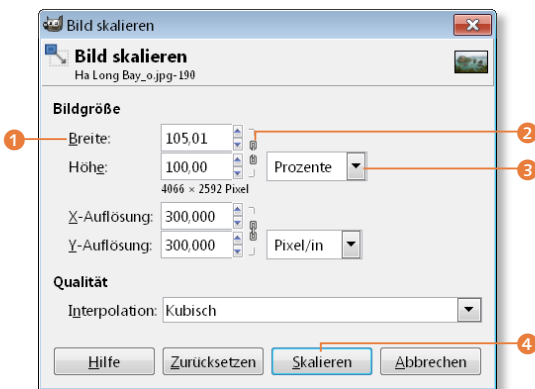 Bild skalieren
Bild skalieren
Ha Long Bay_o.jpg-190
Bildgröße
1 Breite: 105,01 2
Höhe: 100,00 Prozente 3
4066 × 2592 Pixel
X-Auflösung: 300,000
Y-Auflösung: 300,000 Pixel/in
Qualität
Interpolation: Kubisch
4
Hilfe Zurücksetzen Skalieren Abbrechen